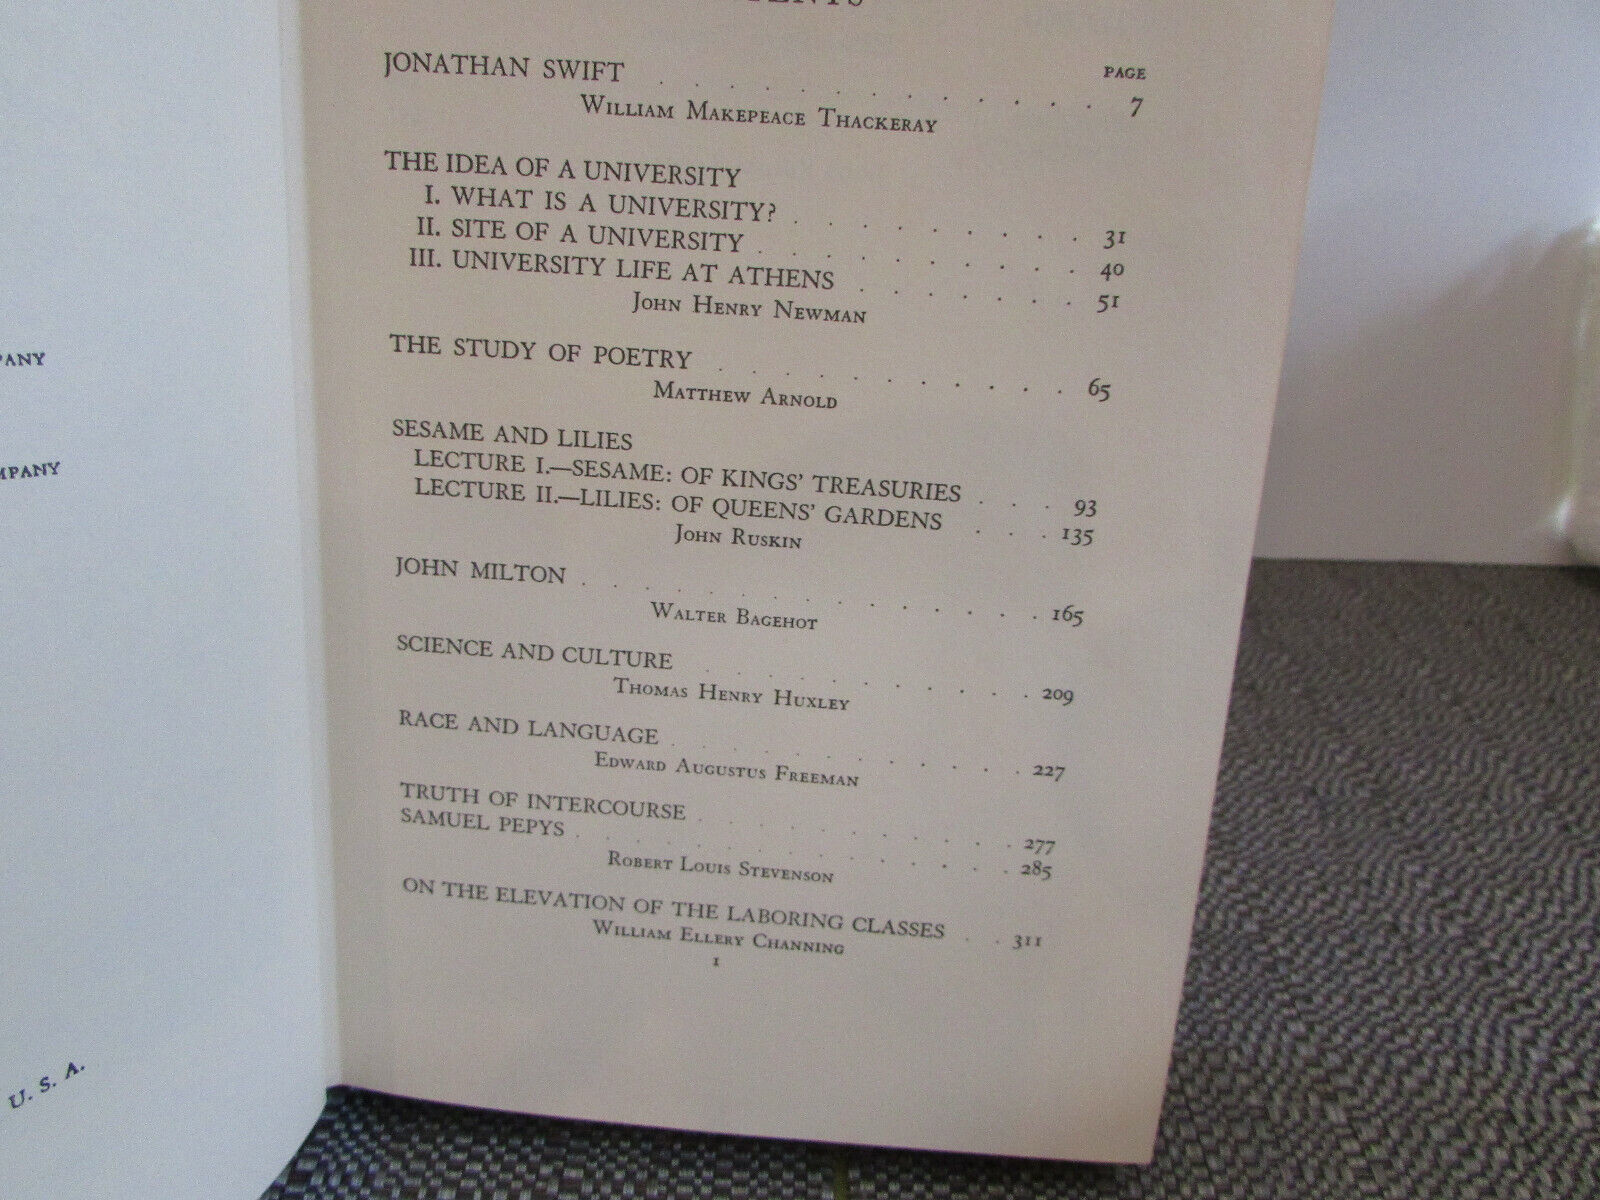 PANY
MPANY
U. S. A.
JONATHAN SWIFT . . . . . . . . . . . . . 7
PAGE
William Makepeace Thackeray
THE IDEA OF A UNIVERSITY
I. WHAT IS A UNIVERSITY? . . . . . . . . . . 31
II. SITE OF A UNIVERSITY . . . . . . . . . . 40
III. UNIVERSITY LIFE AT ATHENS . . . . . . . 51
John Henry Newman
THE STUDY OF POETRY . . . . . . . . . . . 65
Matthew Arnold
SESAME AND LILIES
LECTURE I.—SESAME: OF KINGS' TREASURIES . . . 93
LECTURE II.—LILIES: OF QUEENS' GARDENS . . . 135
John Ruskin
JOHN MILTON . . . . . . . . . . . . . 165
Walter Bagehot
SCIENCE AND CULTURE . . . . . . . . . . 209
Thomas Henry Huxley
RACE AND LANGUAGE . . . . . . . . . . 227
Edward Augustus Freeman
TRUTH OF INTERCOURSE . . . . . . . . . . 277
SAMUEL PEPYS . . . . . . . . . . . . 285
Robert Louis Stevenson
ON THE ELEVATION OF THE LABORING CLASSES . . 311
William Ellery Channing
1